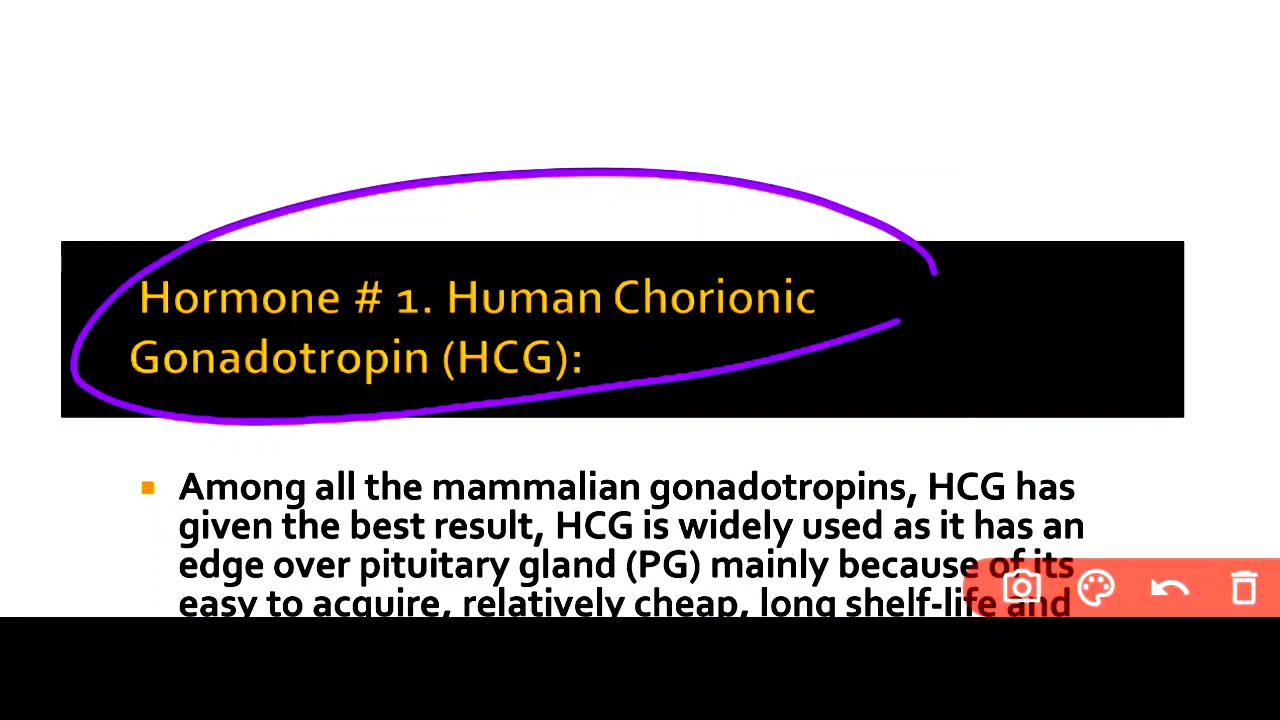 Hormone # 1. Human Chorionic
Gonadotropin (HCG):
Among all the mammalian gonadotropins, HCG has
given the best result, HCG is widely used as it has an
edge over pituitary gland (PG) mainly because of its
easy to acquire, relatively cheap, long shelf-life and